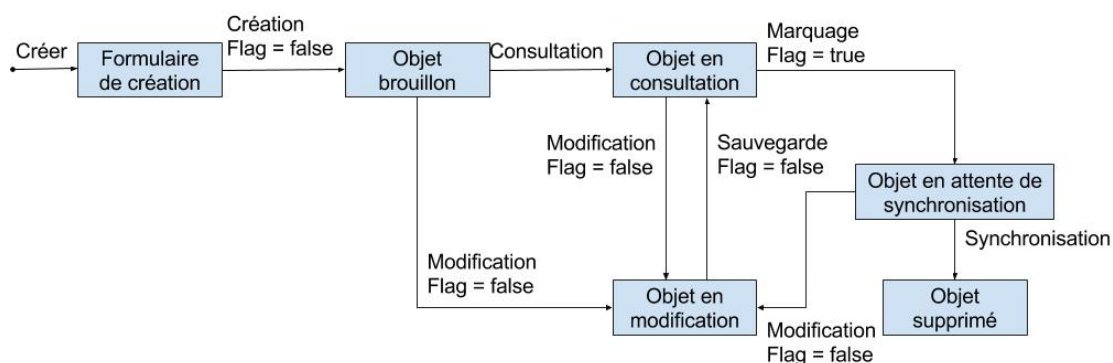 Créer
Formulaire
de création
Création
Flag = false
Objet
brouillon
Consultation
Objet en
consultation
Marquage
Flag = true
Modification
Flag = false
Sauvegarde
Flag = false
Objet en attente de
synchronisation
Synchronisation
Modification
Flag = false
Objet en
modification
Objet
supprimé
Modification
Flag = false